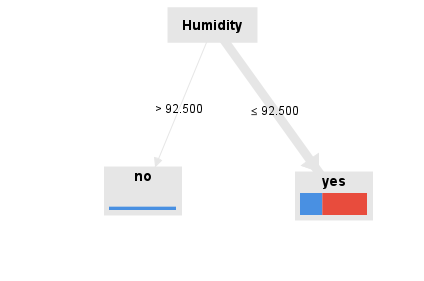 Humidity
> 92.500
≤ 92.500
no
yes